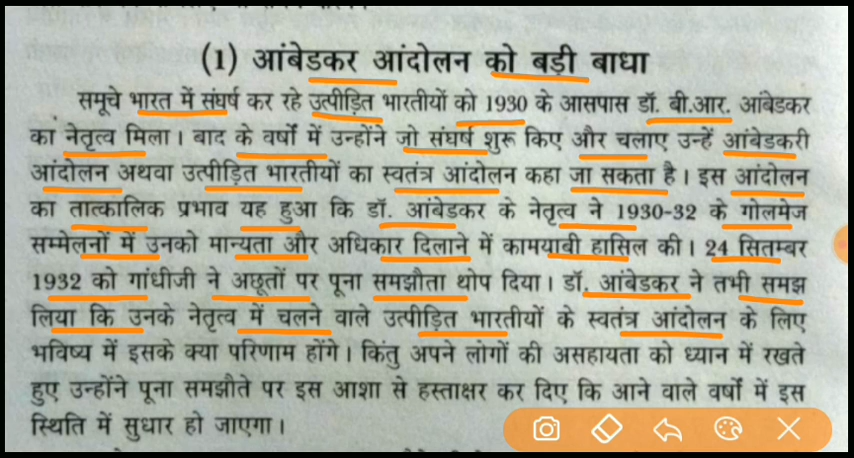 (1) आंबेडकर आंदोलन को बड़ी बाधा
समूचे भारत में संघर्ष कर रहे उत्पीड़ित भारतीयों को 1930 के आसपास डॉ. बी.आर. आंबेडकर
का नेतृत्व मिला। बाद के वर्षों में उन्होंने जो संघर्ष शुरू किए और चलाए उन्हें आंबेडकरी
आंदोलन अथवा उत्पीड़ित भारतीयों का स्वतंत्र आंदोलन कहा जा सकता है। इस आंदोलन
का तात्कालिक प्रभाव यह हुआ कि डॉ. आंबेडकर के नेतृत्व ने 1930-32 के गोलमेज
सम्मेलनों में उनको मान्यता और अधिकार दिलाने में कामयाबी हासिल की। 24 सितम्बर
1932 को गांधीजी ने अछूतों पर पूना समझौता थोप दिया। डॉ. आंबेडकर ने तभी समझ
लिया कि उनके नेतृत्व में चलने वाले उत्पीड़ित भारतीयों के स्वतंत्र आंदोलन के लिए
भविष्य में इसके क्या परिणाम होंगे। किंतु अपने लोगों की असहायता को ध्यान में रखते
हुए उन्होंने पूना समझौते पर इस आशा से हस्ताक्षर कर दिए कि आने वाले वर्षों में इस
स्थिति में सुधार हो जाएगा।